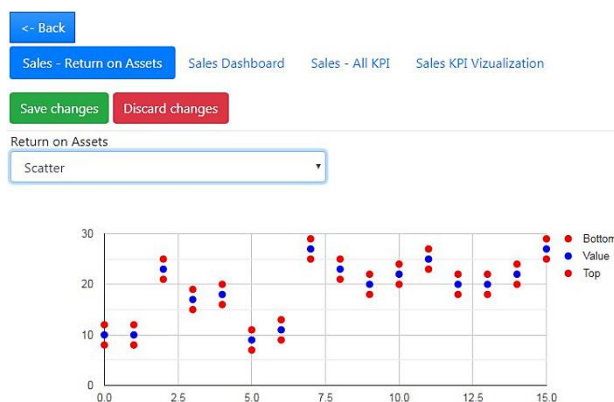 <- Back
Sales - Return on Assets Sales Dashboard Sales - All KPI Sales KPI Vizualization
Save changes Discard changes
Return on Assets
Scatter
30
20
10
0
0.0 2.5 5.0 7.5 10.0 12.5 15.0
Bottom
Value
Top